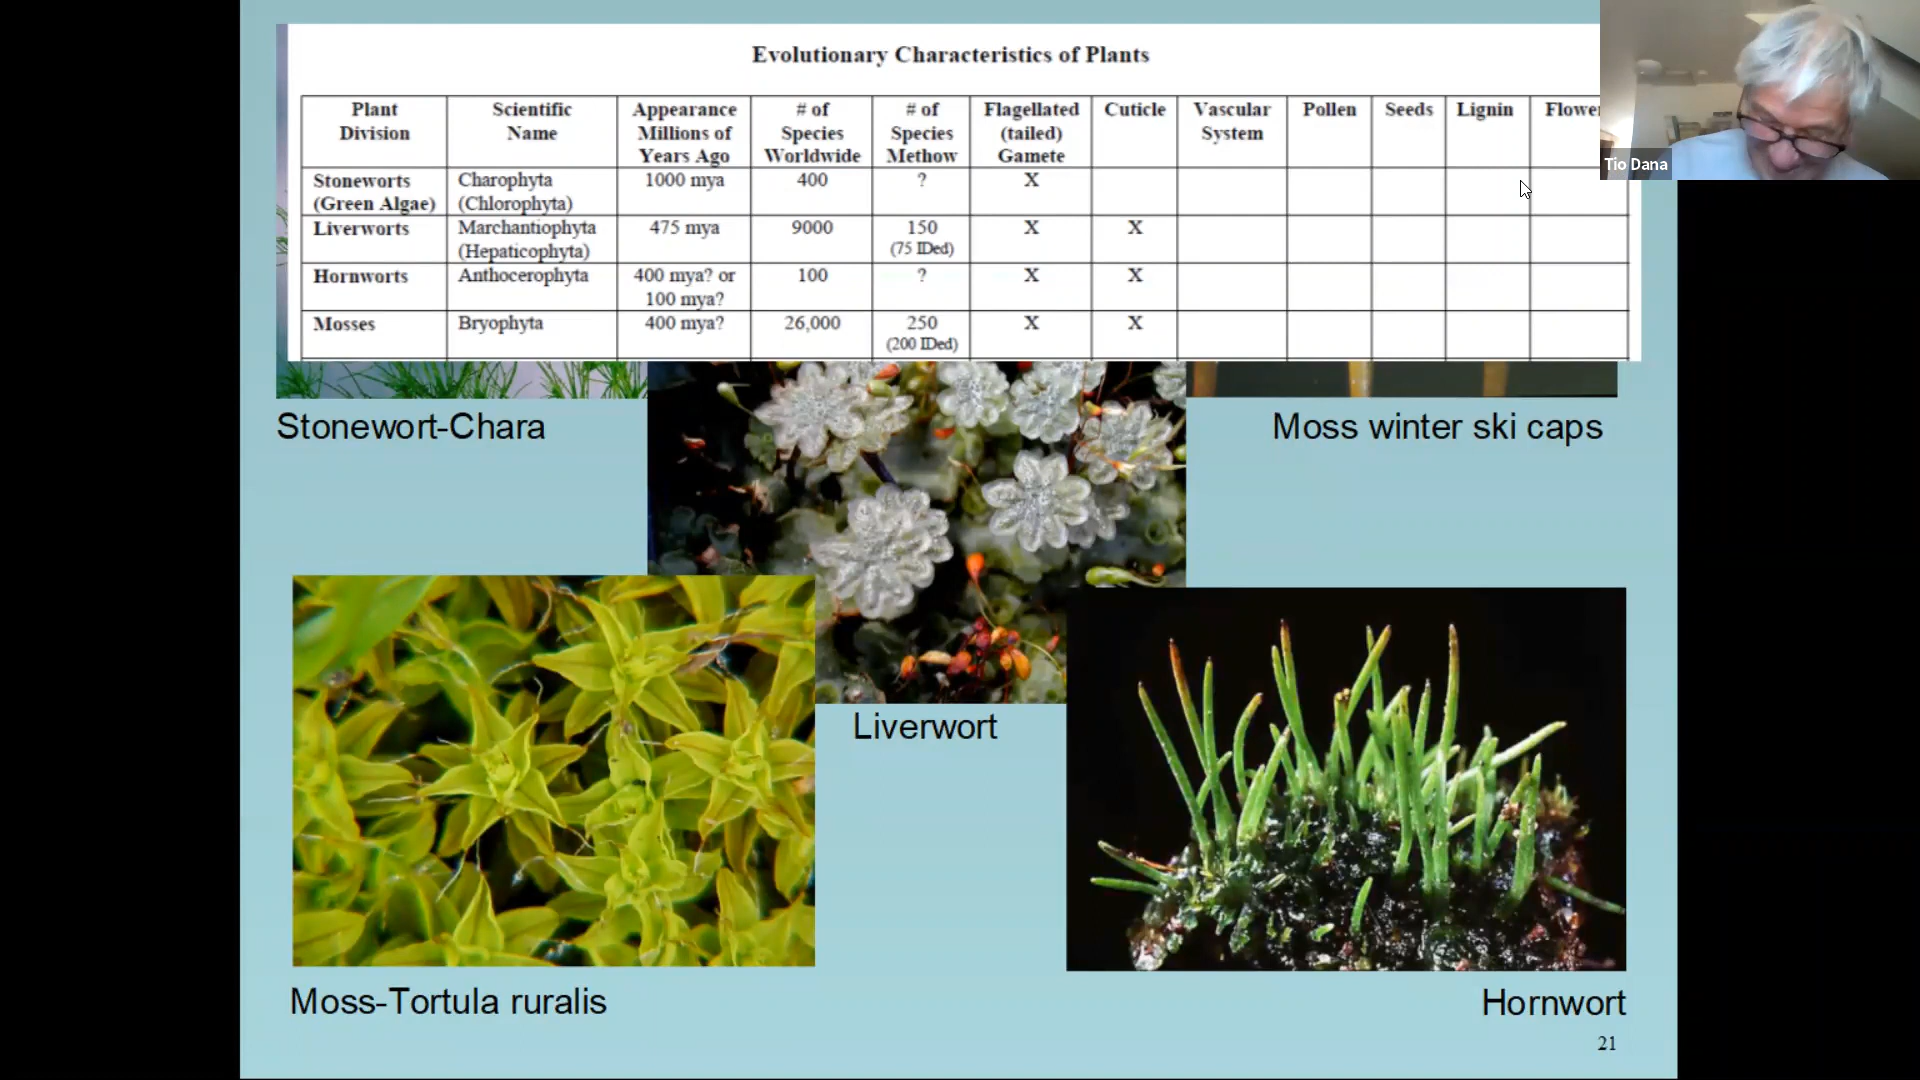 Evolutionary Characteristics of Plants
Plant Division	Scientific Name	Appearance Millions of Years Ago	# of Species Worldwide	# of Species Methow	Flagellated (tailed) Gamete	Cuticle	Vascular System	Pollen	Seeds	Lignin	Flower
Stoneworts (Green Algae)	Charophyta (Chlorophyta)	1000 mya	400	?	X
Liverworts	Marchantiophyta (Hepaticophyta)	475 mya	9000	150 (75 IDed)	X	X
Hornworts	Anthocerophyta	400 mya? or 100 mya?	100	?	X	X
Mosses	Bryophyta	400 mya?	26,000	250 (200 IDed)	X	X
Tio Dana
Stonewort-Chara
Moss winter ski caps
Liverwort
Moss-Tortula ruralis
Hornwort
21